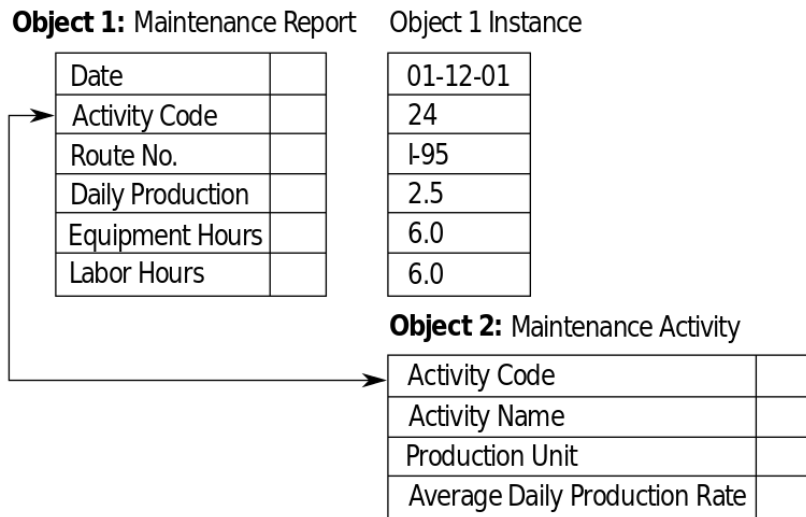 Object 1: Maintenance Report Object 1 Instance
Date 01-12-01
Activity Code 24
Route No. I-95
Daily Production 2.5
Equipment Hours 6.0
Labor Hours 6.0
Object 2: Maintenance Activity
Activity Code
Activity Name
Production Unit
Average Daily Production Rate